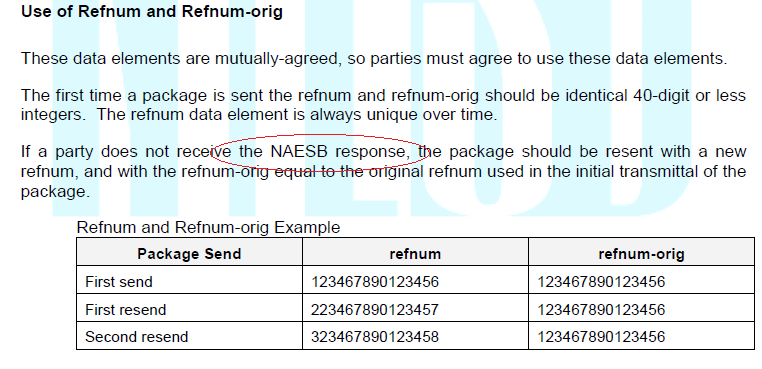 Use of Refnum and Refnum-orig
These data elements are mutually-agreed, so parties must agree to use these data elements.
The first time a package is sent the refnum and refnum-orig should be identical 40-digit or less
integers. The refnum data element is always unique over time.
If a party does not receive the NAESB response, the package should be resent with a new
refnum, and with the refnum-orig equal to the original refnum used in the initial transmittal of the
package.
Refnum and Refnum-orig Example
Package Send refnum refnum-orig
First send 123467890123456 123467890123456
First resend 223467890123457 123467890123456
Second resend 323467890123458 123467890123456